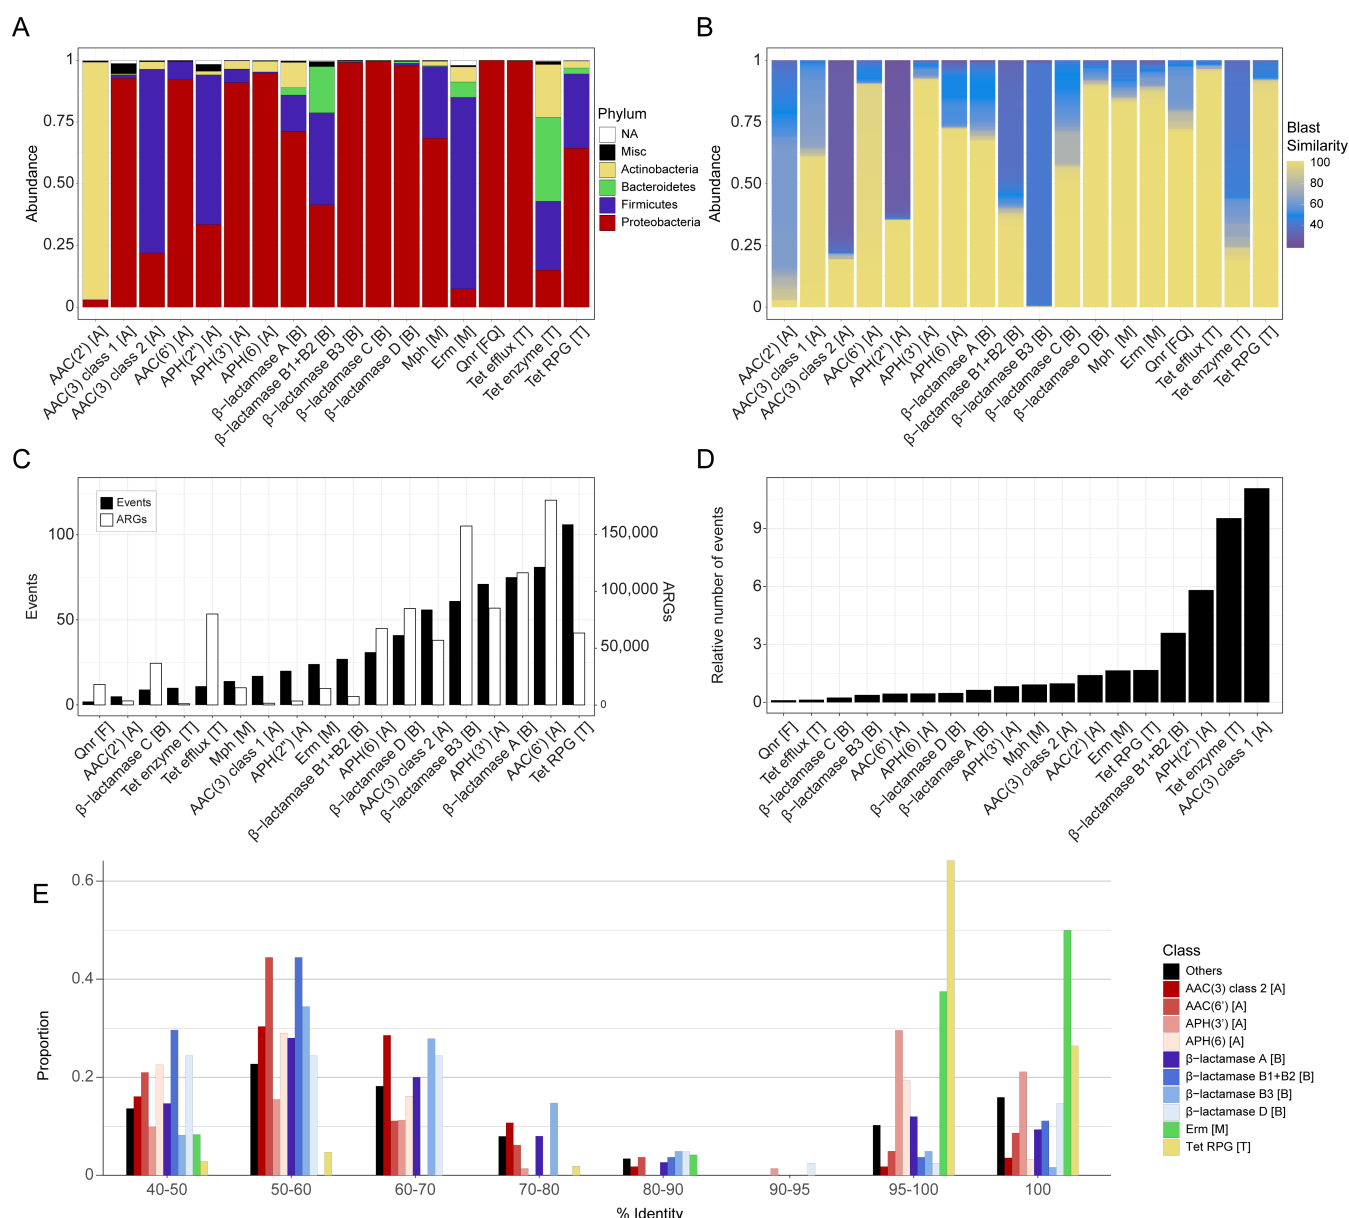 A
Abundance
1
0.75
0.50
0.25
0
AAC(2') [A]
AAC(3) class 1 [A]
AAC(3) class 2 [A]
AAC(6') [A]
APH(2'') [A]
APH(3') [A]
APH(6) [A]
β−lactamase A [B]
β−lactamase B1+B2 [B]
β−lactamase B3 [B]
β−lactamase C [B]
β−lactamase D [B]
Mph [M]
Erm [M]
Qnr [FQ]
Tet efflux [T]
Tet enzyme [T]
Tet RPG [T]
Phylum
NA
Misc
Actinobacteria
Bacteroidetes
Firmicutes
Proteobacteria
B
Abundance
1
0.75
0.50
0.25
0
AAC(2') [A]
AAC(3) class 1 [A]
AAC(3) class 2 [A]
AAC(6') [A]
APH(2'') [A]
APH(3') [A]
APH(6) [A]
β−lactamase A [B]
β−lactamase B1+B2 [B]
β−lactamase B3 [B]
β−lactamase C [B]
β−lactamase D [B]
Mph [M]
Erm [M]
Qnr [FQ]
Tet efflux [T]
Tet enzyme [T]
Tet RPG [T]
Blast
Similarity
100
80
60
40
C
Events
ARGs
Events
100
50
0
150,000
100,000
50,000
0
ARGs
Qnr [F]
AAC(2') [A]
β−lactamase C [B]
Tet enzyme [T]
Tet efflux [T]
Mph [M]
AAC(3) class 1 [A]
APH(2'') [A]
Erm [M]
β−lactamase B1+B2 [B]
APH(6) [A]
β−lactamase D [B]
AAC(3) class 2 [A]
β−lactamase B3 [B]
APH(3') [A]
β−lactamase A [B]
AAC(6') [A]
Tet RPG [T]
D
Relative number of events
9
6
3
0
Qnr [F]
Tet efflux [T]
β−lactamase C [B]
β−lactamase B3 [B]
AAC(6') [A]
APH(6) [A]
β−lactamase D [B]
β−lactamase A [B]
APH(3') [A]
Mph [M]
AAC(3) class 2 [A]
AAC(2') [A]
Erm [M]
Tet RPG [T]
β−lactamase B1+B2 [B]
APH(2'') [A]
Tet enzyme [T]
AAC(3) class 1 [A]
E
Proportion
0.6
0.4
0.2
0
40-50
50-60
60-70
70-80
80-90
90-95
95-100
100
% Identity
Class
Others
AAC(3) class 2 [A]
AAC(6') [A]
APH(3') [A]
APH(6) [A]
β−lactamase A [B]
β−lactamase B1+B2 [B]
β−lactamase B3 [B]
β−lactamase D [B]
Erm [M]
Tet RPG [T]